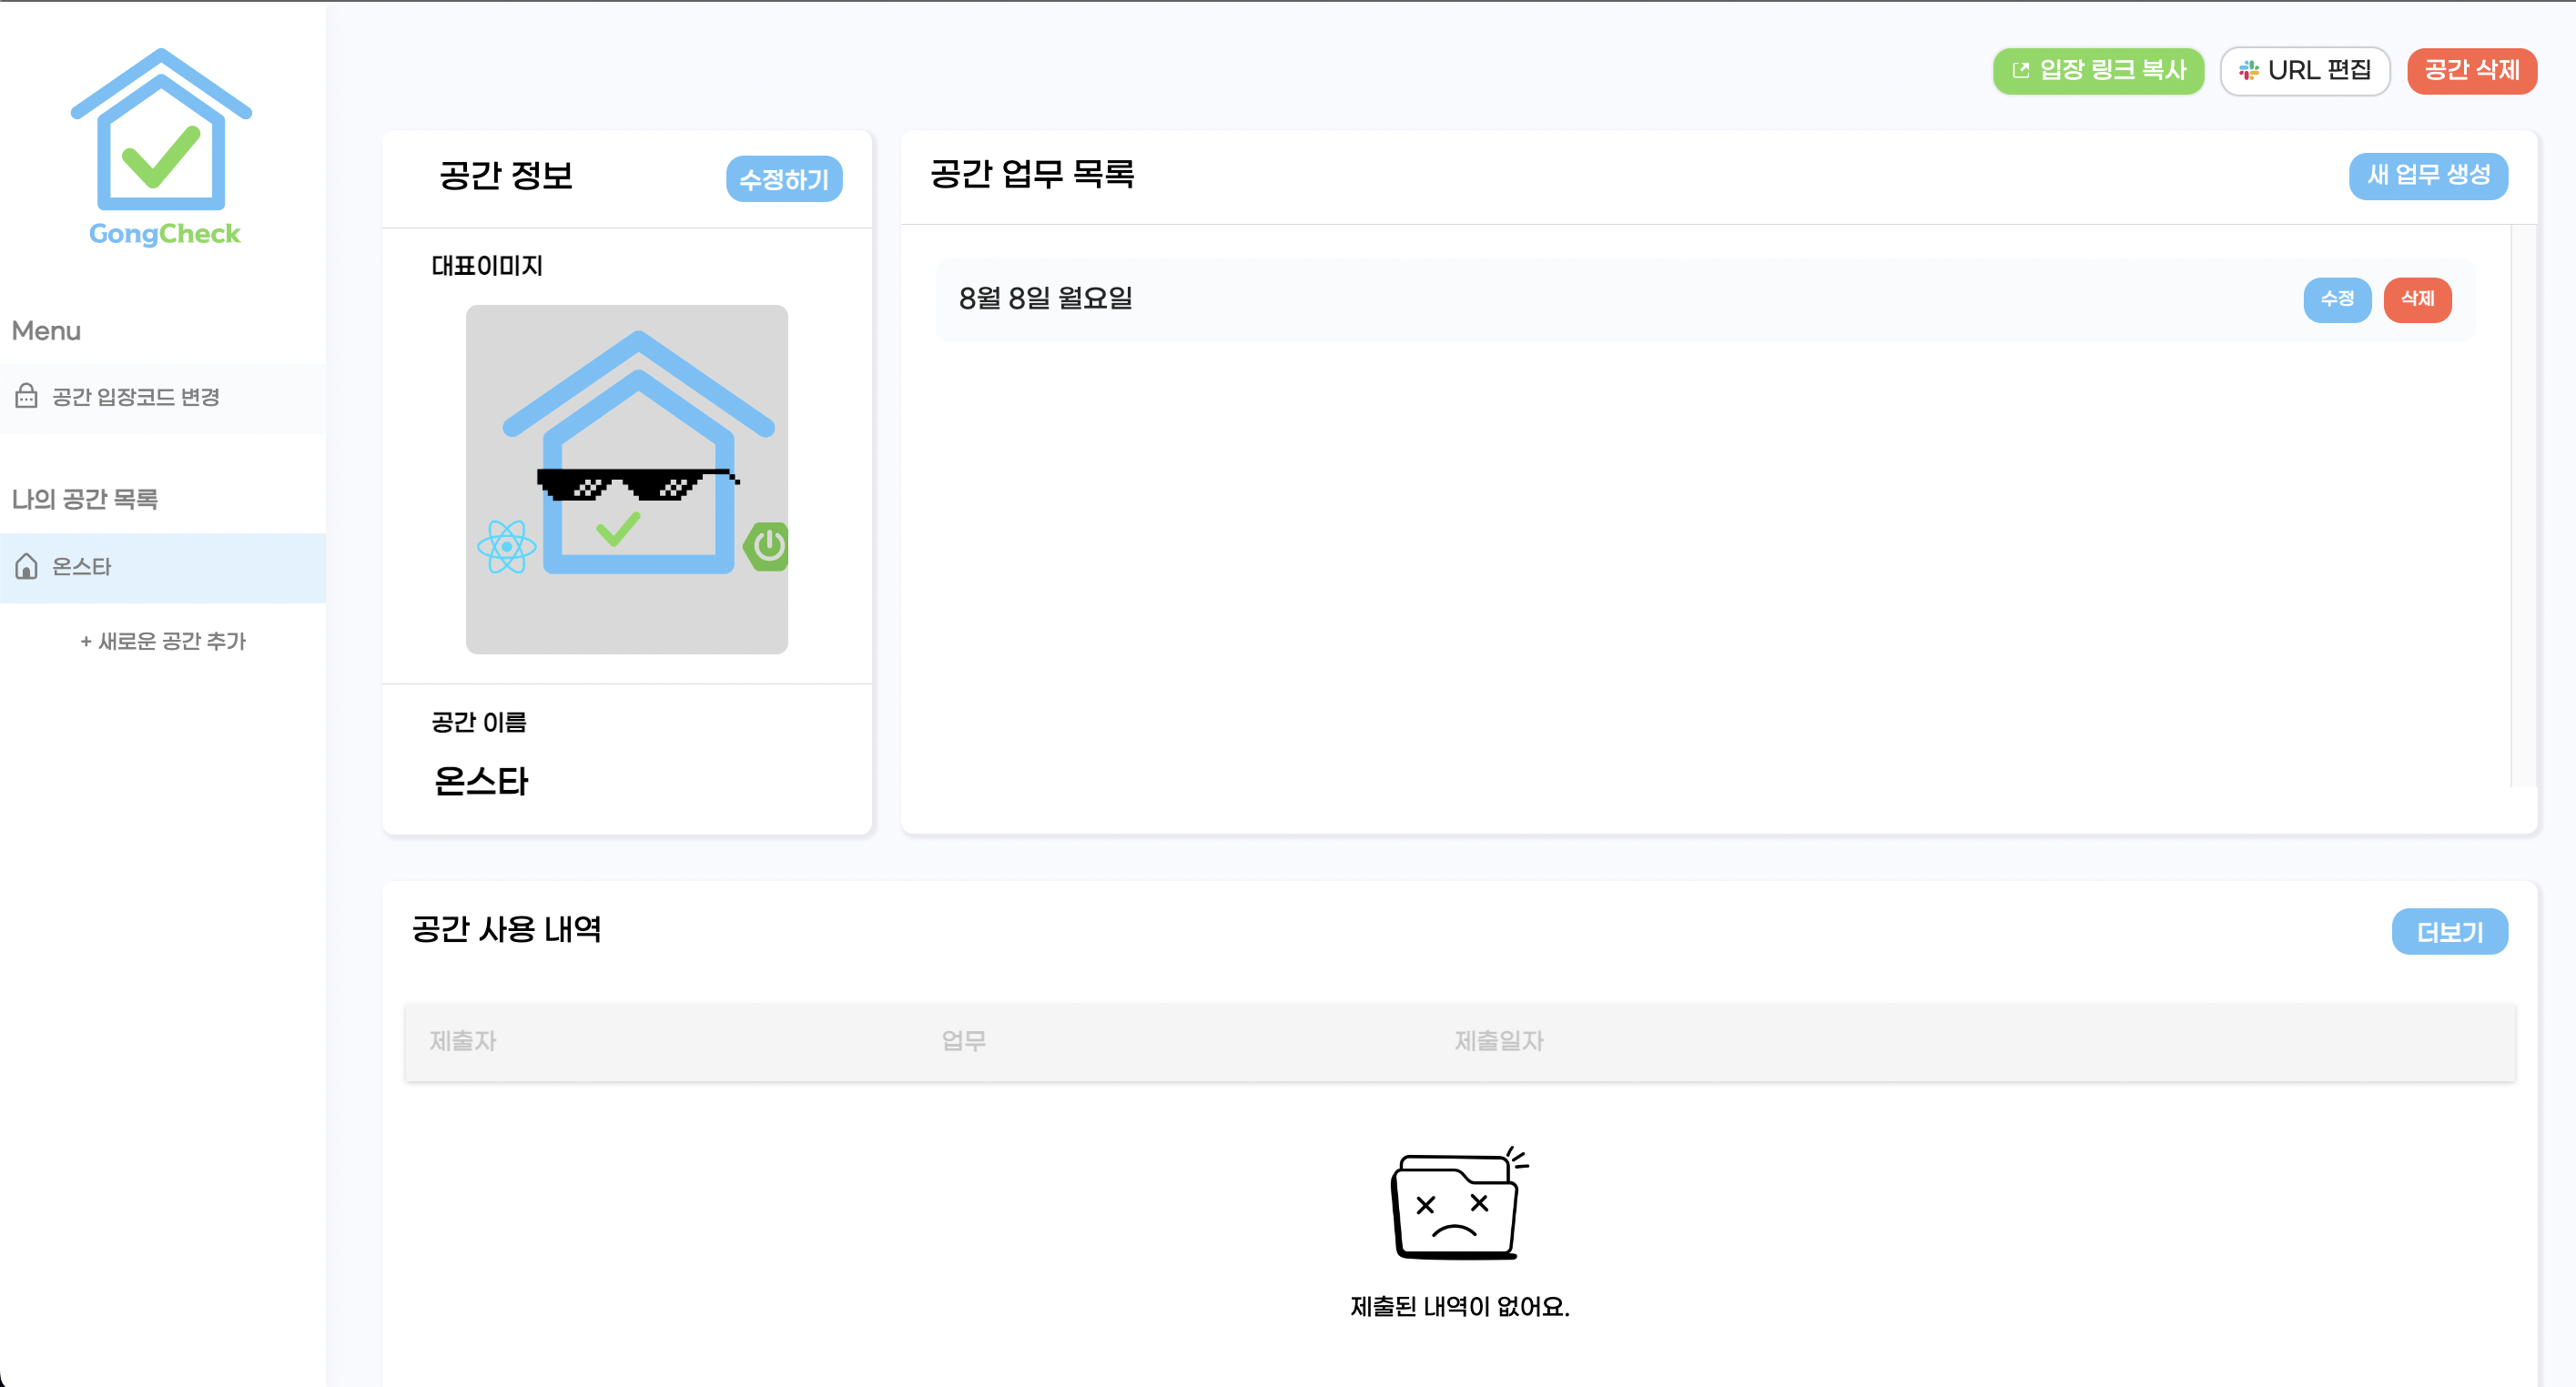 GongCheck
Menu
공간 입장코드 변경
나의 공간 목록
온스타
+ 새로운 공간 추가
입장 링크 복사
URL 편집
공간 삭제
공간 정보
수정하기
대표이미지
공간 이름
온스타
공간 업무 목록
새 업무 생성
8월 8일 월요일
수정
삭제
공간 사용 내역
더보기
제출자 업무 제출일자
제출된 내역이 없어요.